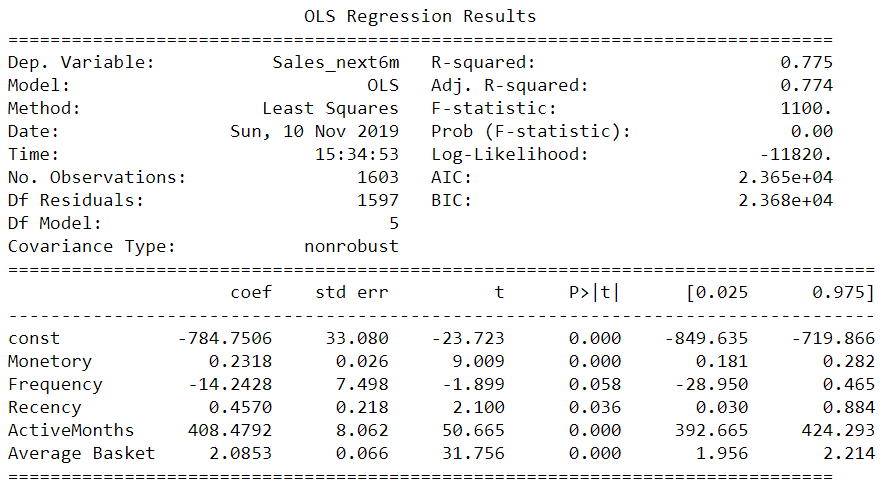 OLS Regression Results
==============================================================================
Dep. Variable: Sales_next6m R-squared: 0.775
Model: OLS Adj. R-squared: 0.774
Method: Least Squares F-statistic: 1100.
Date: Sun, 10 Nov 2019 Prob (F-statistic): 0.00
Time: 15:34:53 Log-Likelihood: -11820.
No. Observations: 1603 AIC: 2.365e+04
Df Residuals: 1597 BIC: 2.368e+04
Df Model: 5
Covariance Type: nonrobust
==================================================================================
coef std err t P>|t| [0.025 0.975]
----------------------------------------------------------------------------------
const -784.7506 33.080 -23.723 0.000 -849.635 -719.866
Monetory 0.2318 0.026 9.009 0.000 0.181 0.282
Frequency -14.2428 7.498 -1.899 0.058 -28.950 0.465
Recency 0.4570 0.218 2.100 0.036 0.030 0.884
ActiveMonths 408.4792 8.062 50.665 0.000 392.665 424.293
Average Basket 2.0853 0.066 31.756 0.000 1.956 2.214
==============================================================================